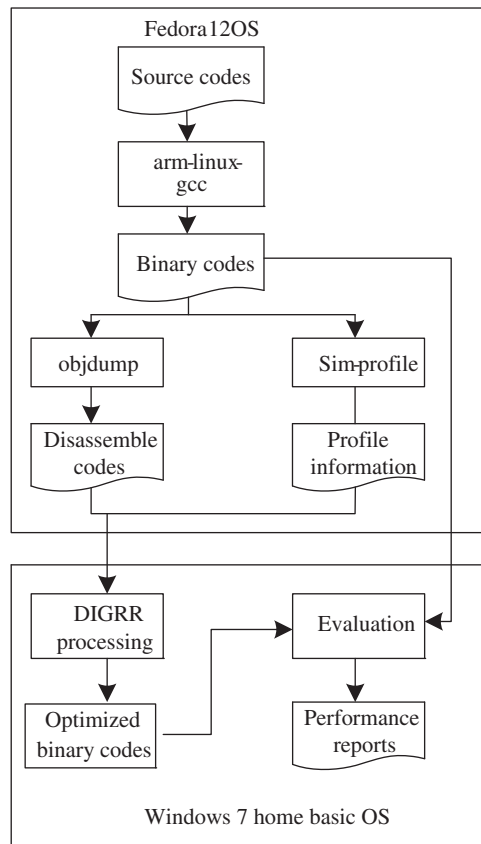 Fedora12OS
Source codes
arm-linux-
gcc
Binary codes
objdump
Sim-profile
Disassemble
codes
Profile
information
DIGRR
processing
Evaluation
Optimized
binary codes
Performance
reports
Windows 7 home basic OS